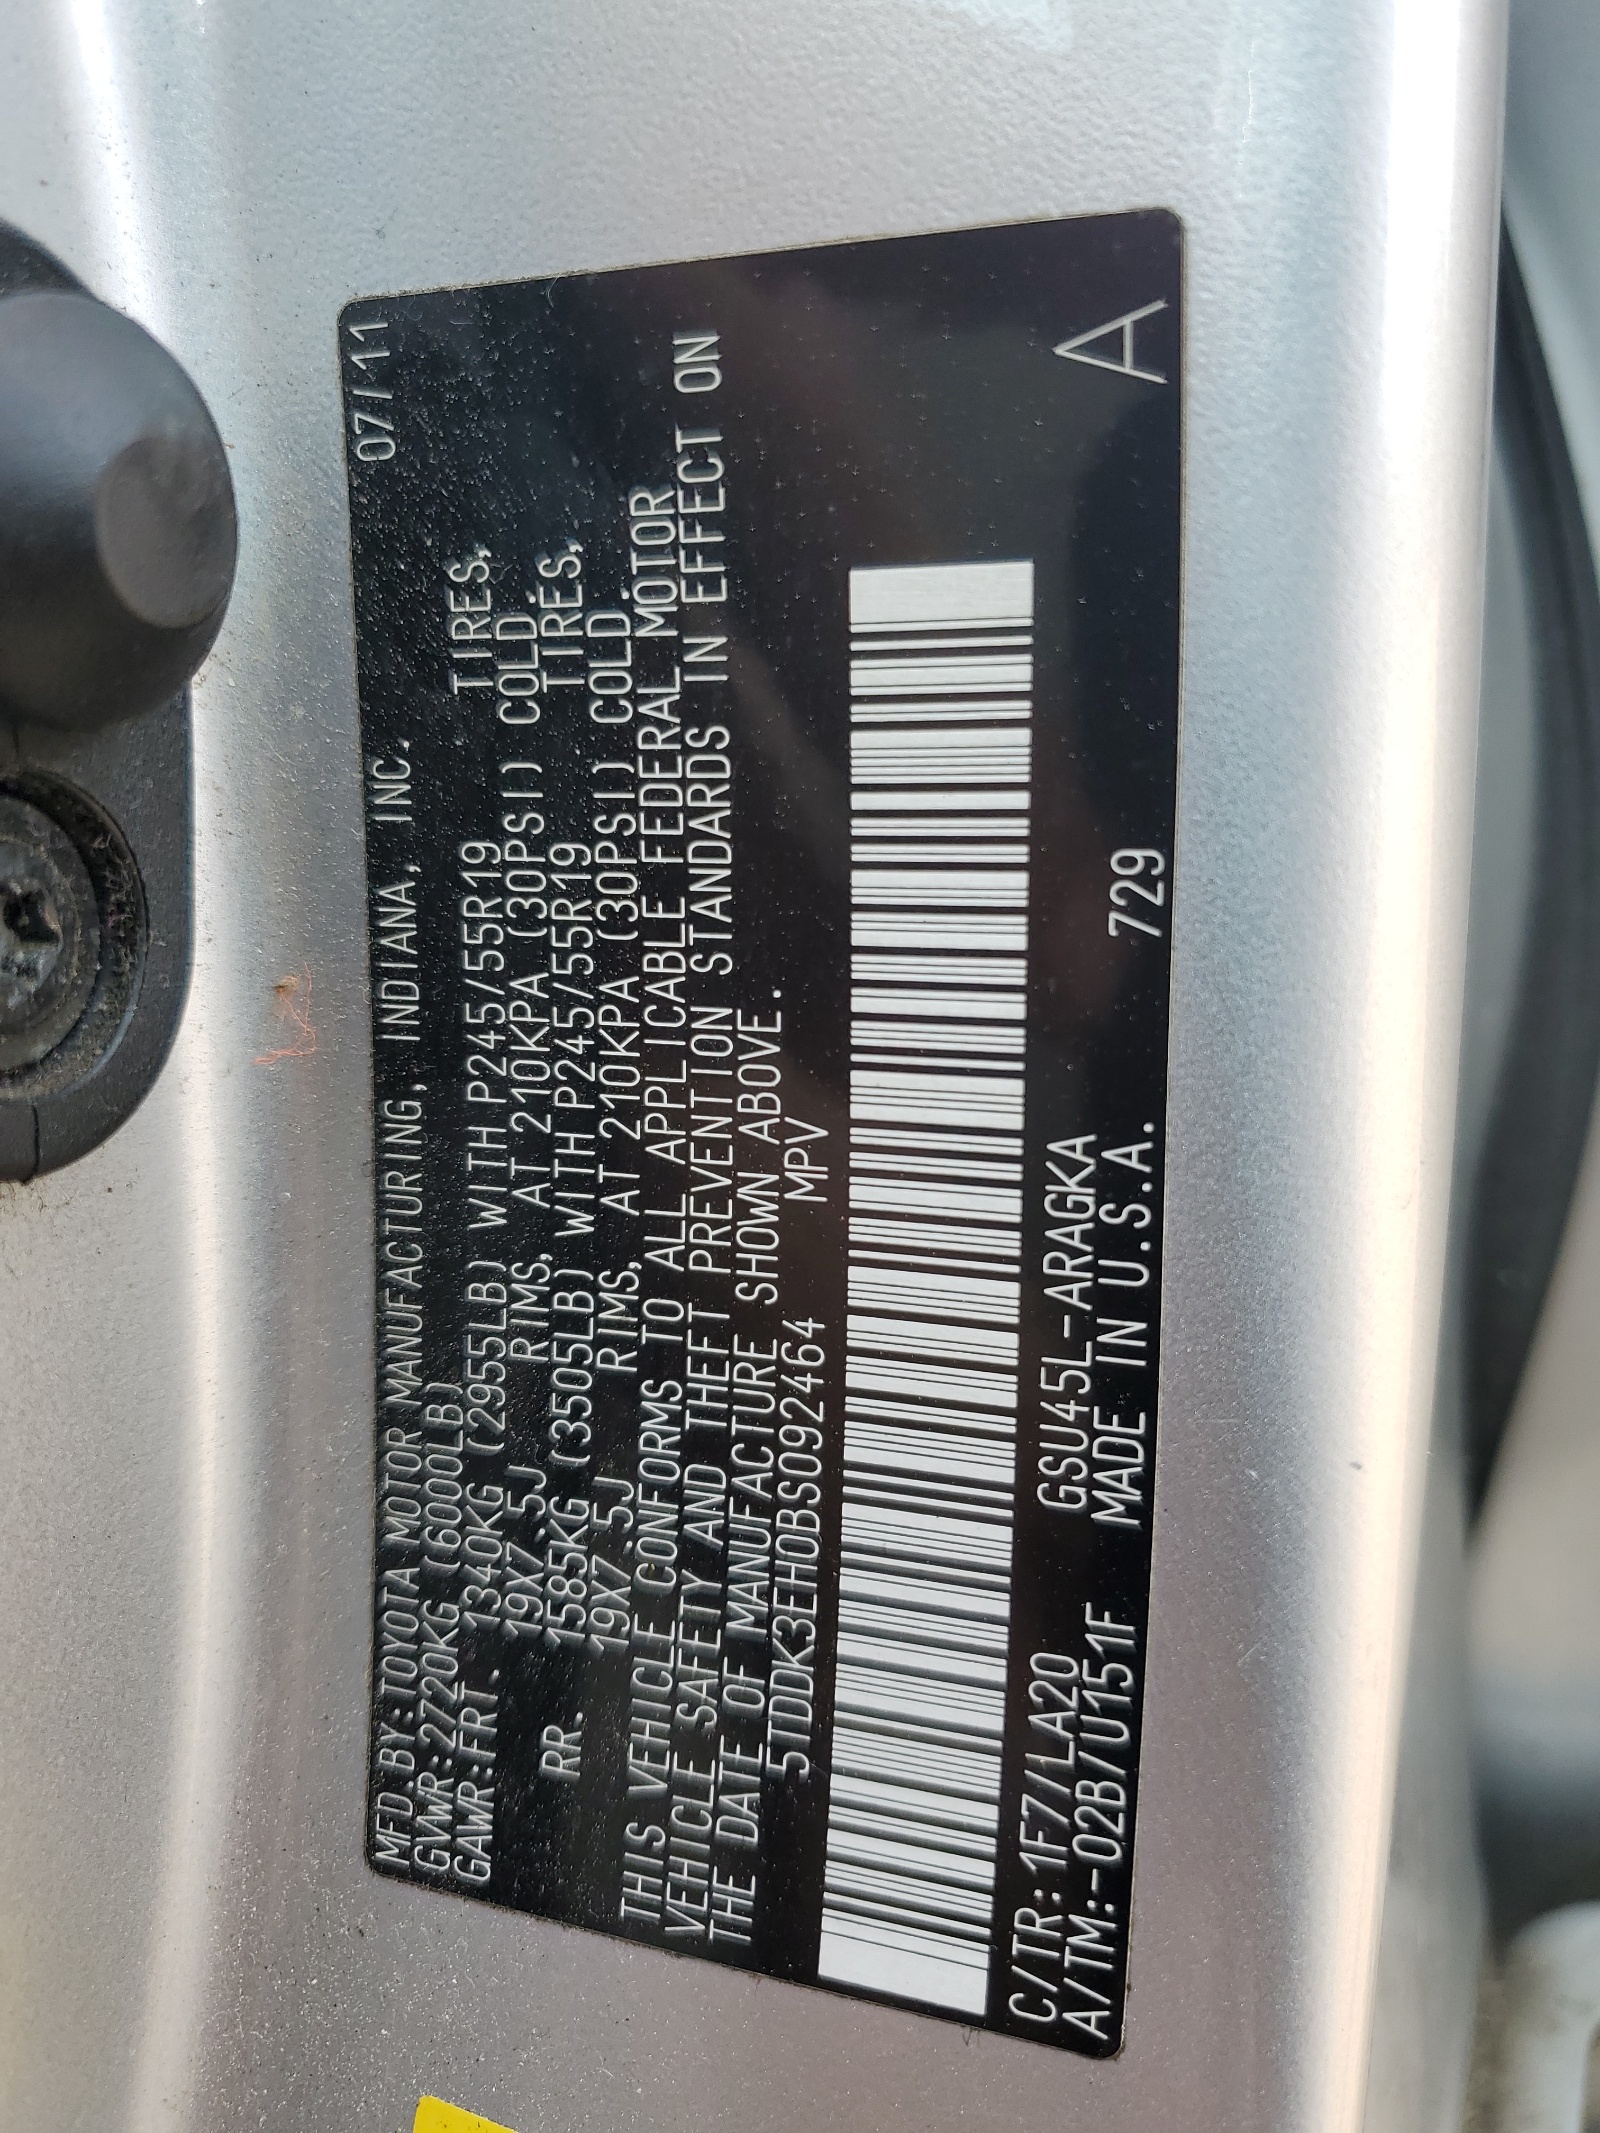 MFD.BY:TOYOTA MOTOR MANUFACTURING, INDIANA, INC. 07/11
GVWR:2720KG (6000LB)
GAWR:FRT. 1340KG (2955LB) WITH P245/55R19 TIRES,
19X7.5J RIMS, AT 210KPA (30PSI) COLD
RR. 1585KG (3505LB) WITH P245/55R19 TIRES,
19X7.5J RIMS, AT 210KPA (30PSI) COLD.
THIS VEHICLE CONFORMS TO ALL APPLICABLE FEDERAL MOTOR
VEHICLE SAFETY AND THEFT PREVENTION STANDARDS IN EFFECT ON
THE DATE OF MANUFACTURE SHOWN ABOVE.
5TDDK3EH0BS092464 MPV
C/TR:1F7/LA20 GSU45L-ARAGKA
A/TM:-02B/U151F MADE IN U.S.A. 729 A